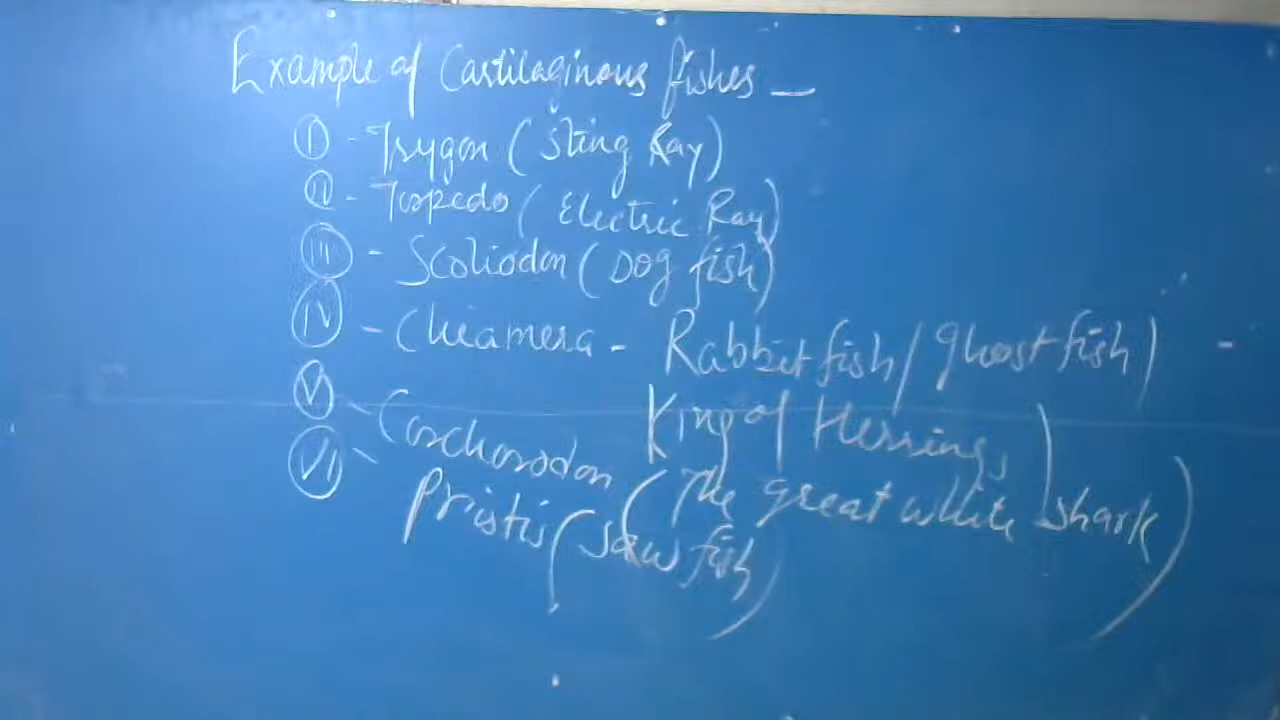 Example of Cartilaginous fishes —
(I) - Trygon (Sting Ray)
(II) - Torpedo (Electric Ray)
(III) - Scoliodon (Dog fish)
(IV) - Chiamera - Rabbit fish / ghost fish)
King of Herrings)
(V) - Carchorodon (The great white shark)
(VI) - Pristis (Saw fish)